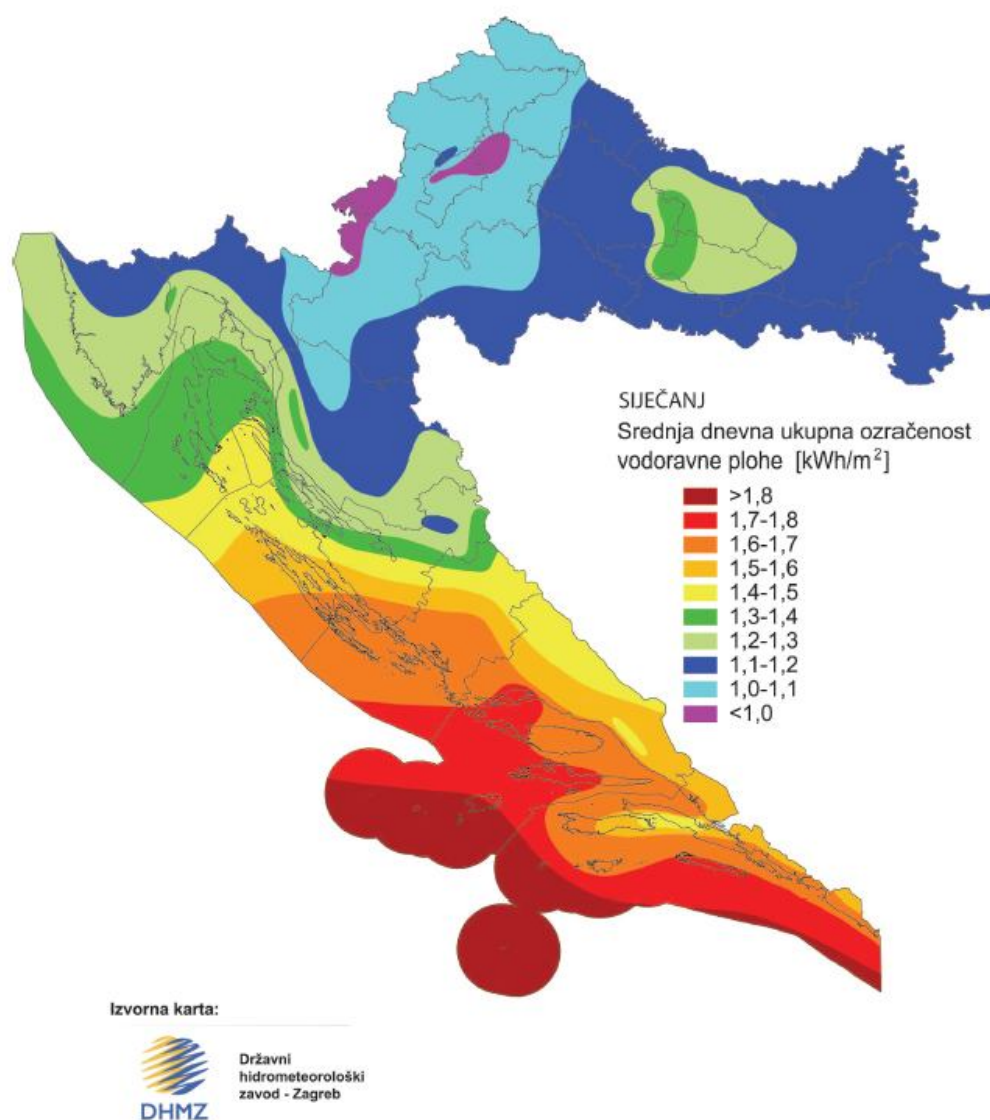 SIJEČANJ
Srednja dnevna ukupna ozračenost
vodoravne plohe [kWh/m²]
>1,8
1,7-1,8
1,6-1,7
1,5-1,6
1,4-1,5
1,3-1,4
1,2-1,3
1,1-1,2
1,0-1,1
<1,0
Izvorna karta:
Državni
hidrometeorološki
zavod - Zagreb
DHMZ